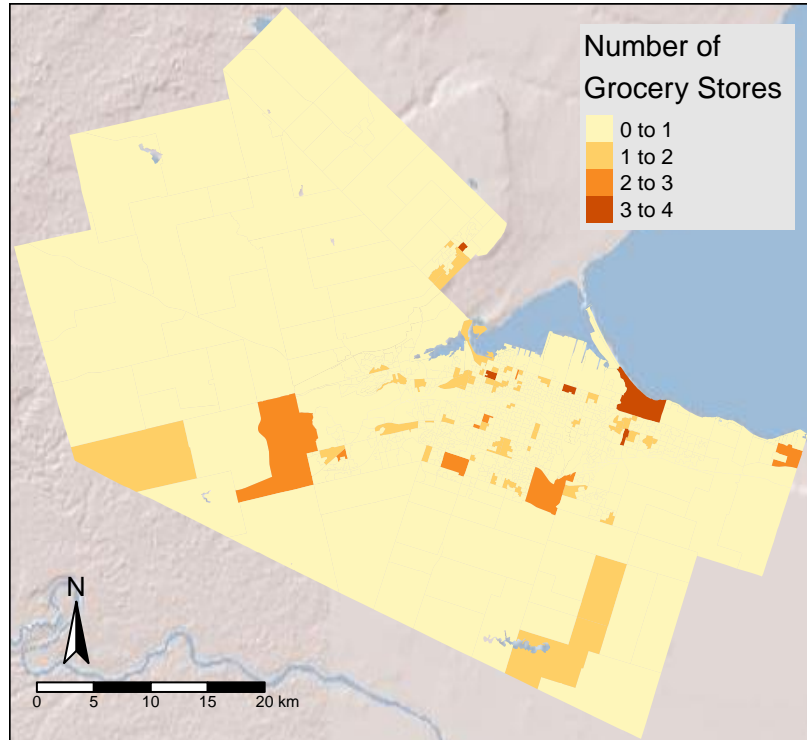 Number of
Grocery Stores
0 to 1
1 to 2
2 to 3
3 to 4
N
0 5 10 15 20 km